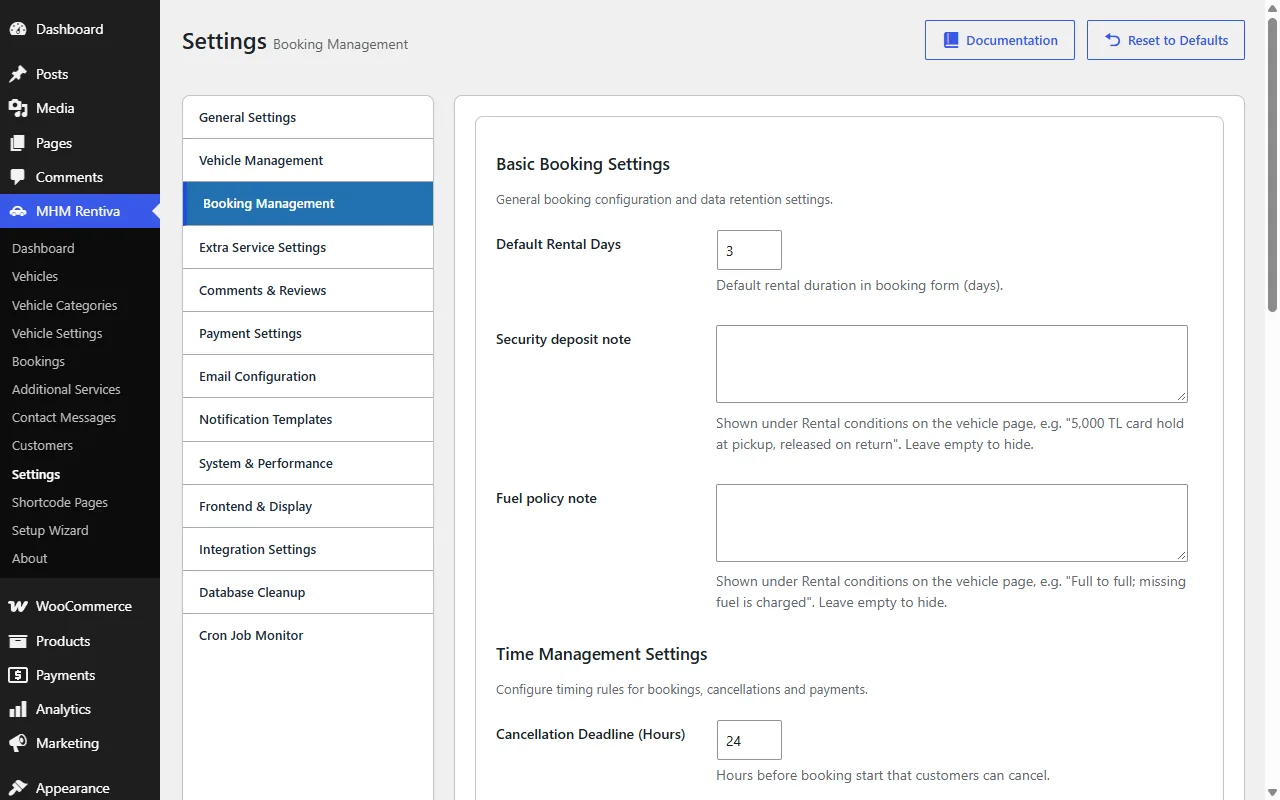 Dashboard
Posts
Media
Pages
Comments
MHM Rentiva
Dashboard
Vehicles
Vehicle Categories
Vehicle Settings
Bookings
Additional Services
Contact Messages
Customers
Settings
Shortcode Pages
Setup Wizard
About
WooCommerce
Products
Payments
Analytics
Marketing
Appearance
Settings Booking Management
Documentation
Reset to Defaults
General Settings
Vehicle Management
Booking Management
Extra Service Settings
Comments & Reviews
Payment Settings
Email Configuration
Notification Templates
System & Performance
Frontend & Display
Integration Settings
Database Cleanup
Cron Job Monitor
Basic Booking Settings
General booking configuration and data retention settings.
Default Rental Days
3
Default rental duration in booking form (days).
Security deposit note
Shown under Rental conditions on the vehicle page, e.g. "5,000 TL card hold
at pickup, released on return". Leave empty to hide.
Fuel policy note
Shown under Rental conditions on the vehicle page, e.g. "Full to full; missing
fuel is charged". Leave empty to hide.
Time Management Settings
Configure timing rules for bookings, cancellations and payments.
Cancellation Deadline (Hours)
24
Hours before booking start that customers can cancel.